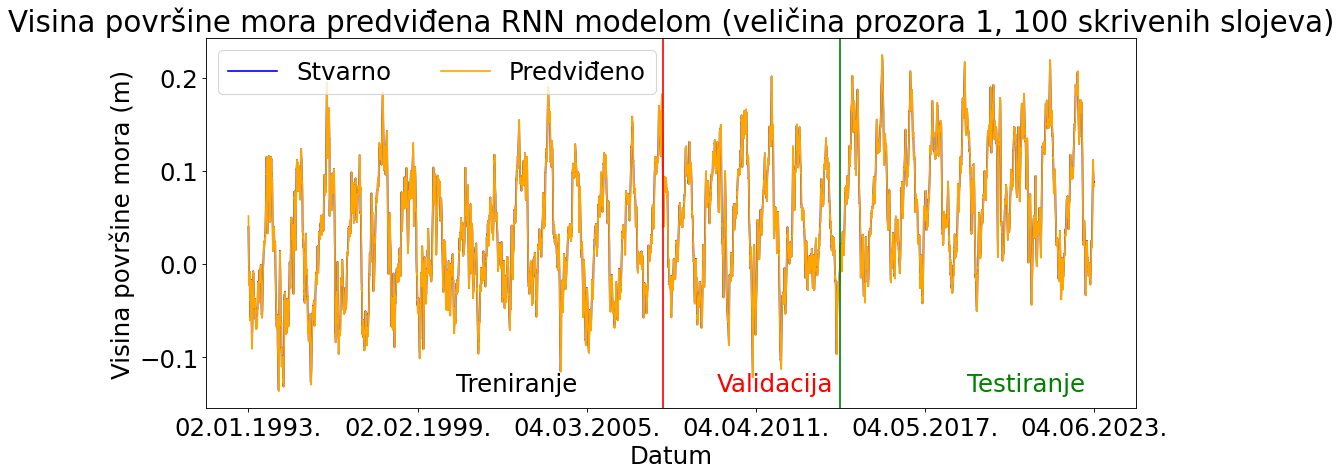 Visina površine mora predviđena RNN modelom (veličina prozora 1, 100 skrivenih slojeva)
Stvarno
Predviđeno
Visina površine mora (m)
0.2
0.1
0.0
−0.1
Treniranje
Validacija
Testiranje
02.01.1993.
02.02.1999.
04.03.2005.
04.04.2011.
04.05.2017.
04.06.2023.
Datum